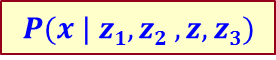 P(x | z₁, z₂ , z, z₃)